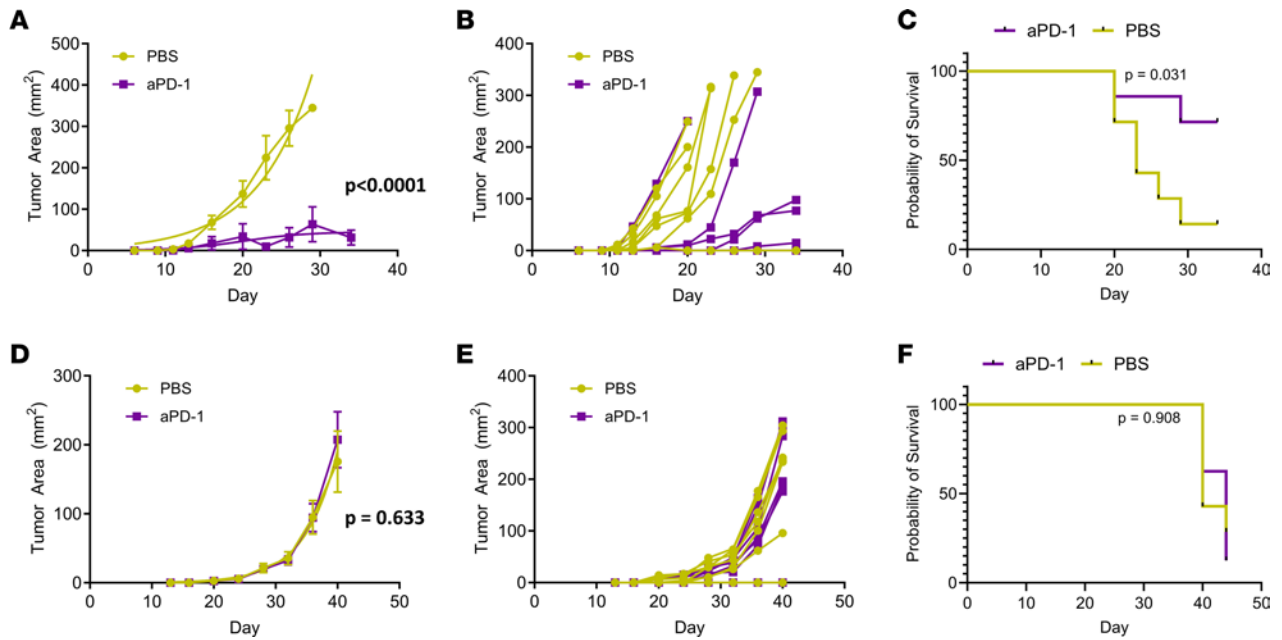 A
500
400
300
200
100
0
0
10
20
30
40
Tumor Area (mm²)
Day
PBS
aPD-1
p<0.0001
B
400
300
200
100
0
0
10
20
30
40
Tumor Area (mm²)
Day
PBS
aPD-1
C
aPD-1
PBS
p = 0.031
100
50
0
0
10
20
30
40
Probability of Survival
Day
D
300
200
100
0
0
10
20
30
40
50
Tumor Area (mm²)
Day
PBS
aPD-1
p = 0.633
E
400
300
200
100
0
0
10
20
30
40
50
Tumor Area (mm²)
Day
PBS
aPD-1
F
aPD-1
PBS
p = 0.908
100
50
0
0
10
20
30
40
50
Probability of Survival
Day